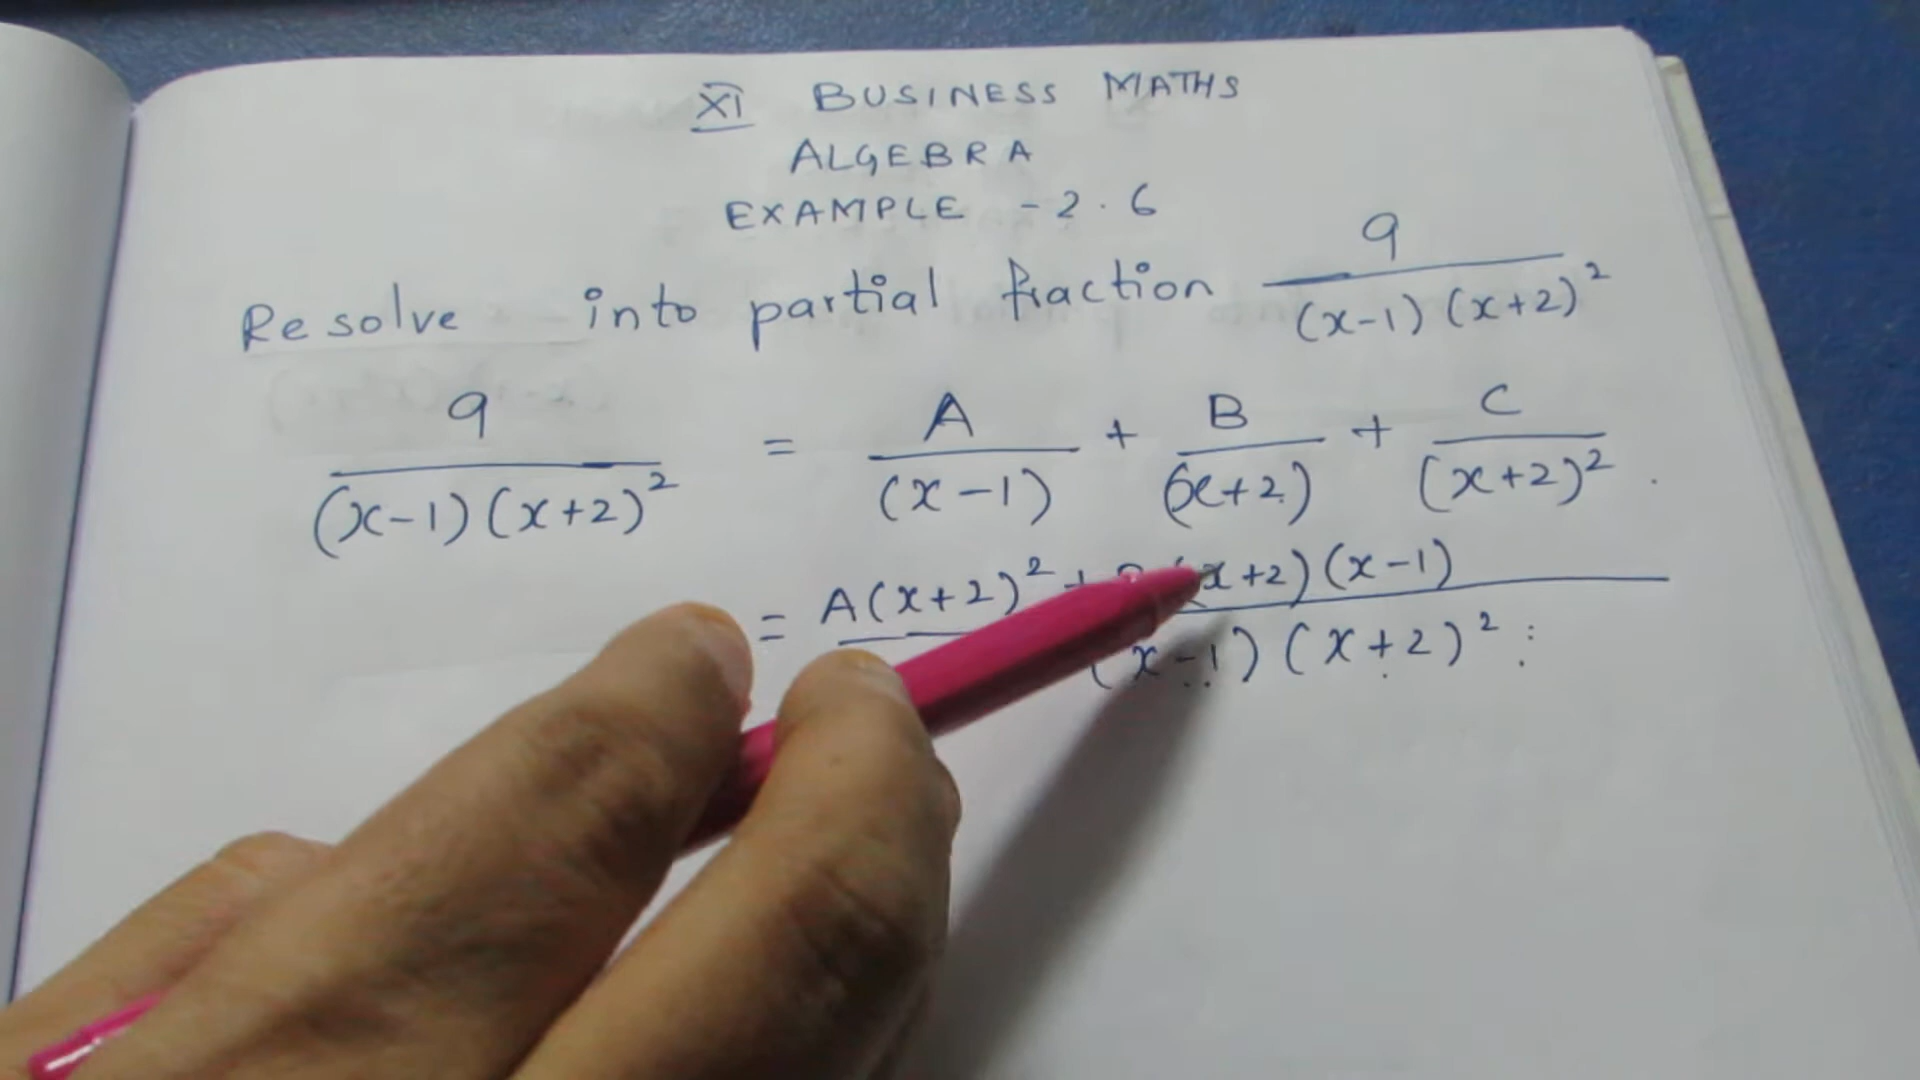 XI BUSINESS MATHS
ALGEBRA
EXAMPLE - 2.6
Resolve into partial fraction 9 / (x-1)(x+2)²
9 / (x-1)(x+2)² = A / (x-1) + B / (x+2) + C / (x+2)²
= A(x+2)² + (x+2)(x-1) / (x-1)(x+2)²